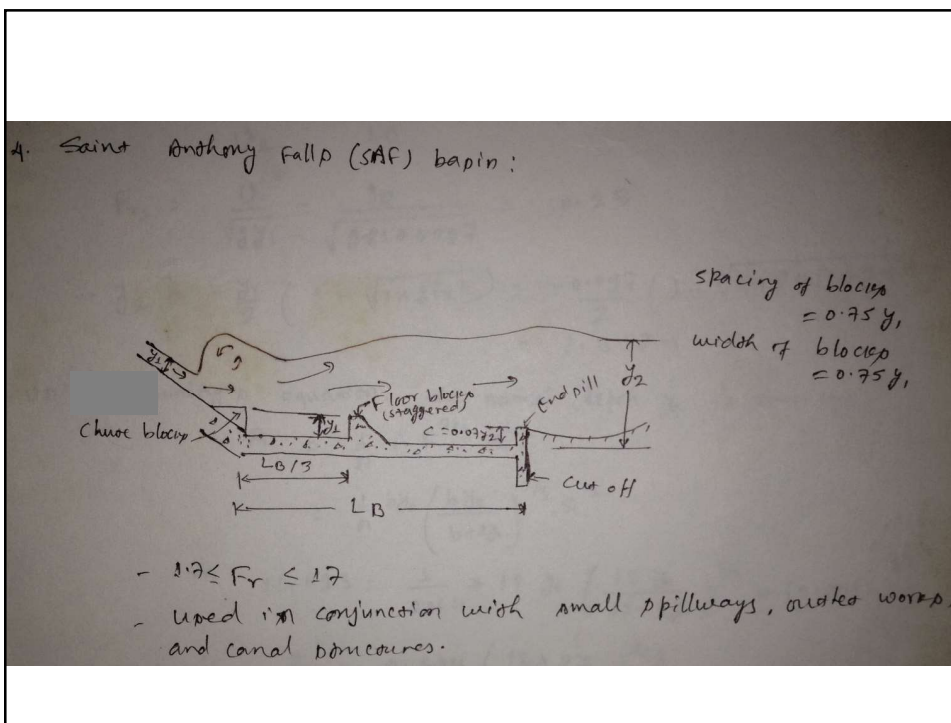 4. Saint Anthony Falls (SAF) basin:
spacing of blocks
= 0.75 y1
width of blocks
= 0.75 y1
y1
y2
Floor blocks
(staggered)
End sill
Chute blocks
y1
C = 0.07y2
LB/3
Cut off
LB
- 1.7 ≤ Fr ≤ 17
- used in conjunction with small spillways, outlet works
and canal structures.